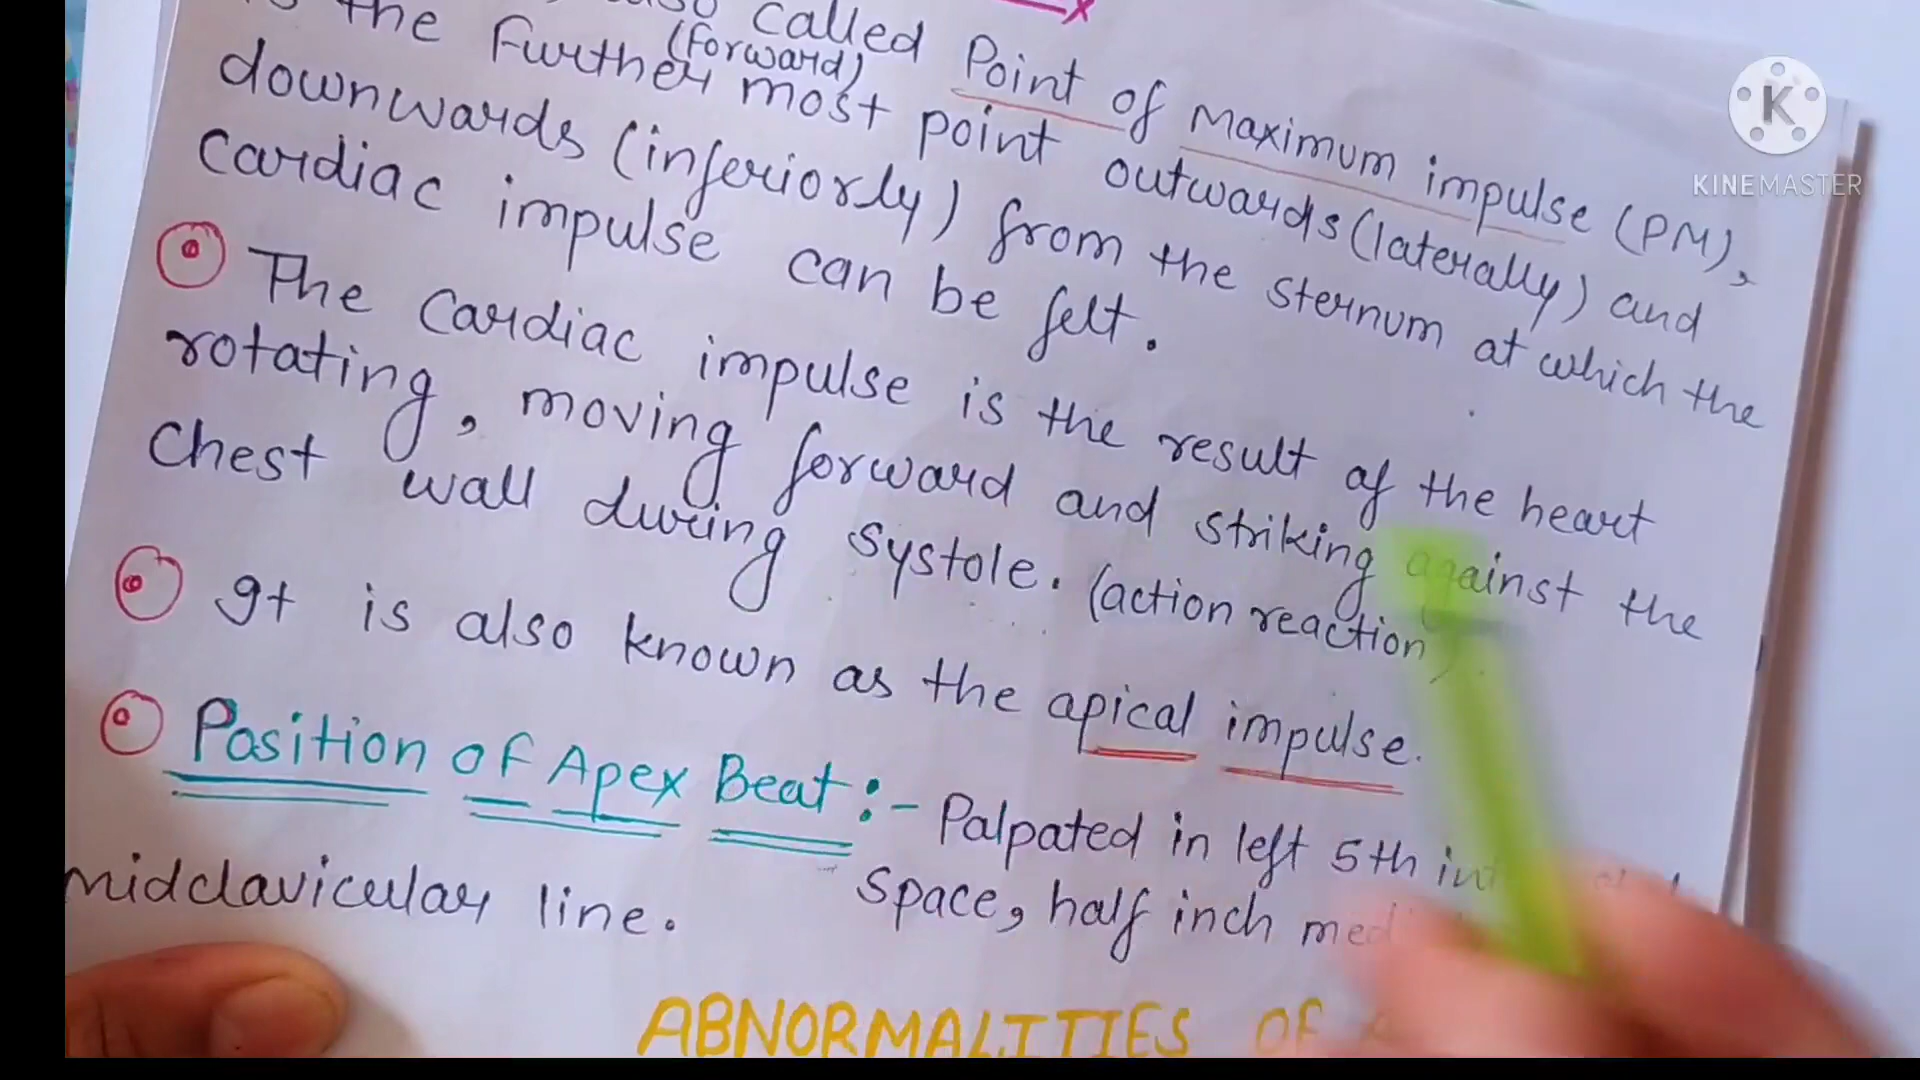 called Point of Maximum impulse (PM),
the Further most point outwards (laterally) and
(forward)
downwards (inferiorly) from the sternum at which the
cardiac impulse can be felt.
The cardiac impulse is the result of the heart
rotating, moving forward and striking against the
chest wall during systole. (action reaction)
It is also known as the apical impulse.
Position of Apex Beat :- Palpated in left 5th
space, half inch
midclavicular line.
ABNORMALITIES OF
K
KINEMASTER